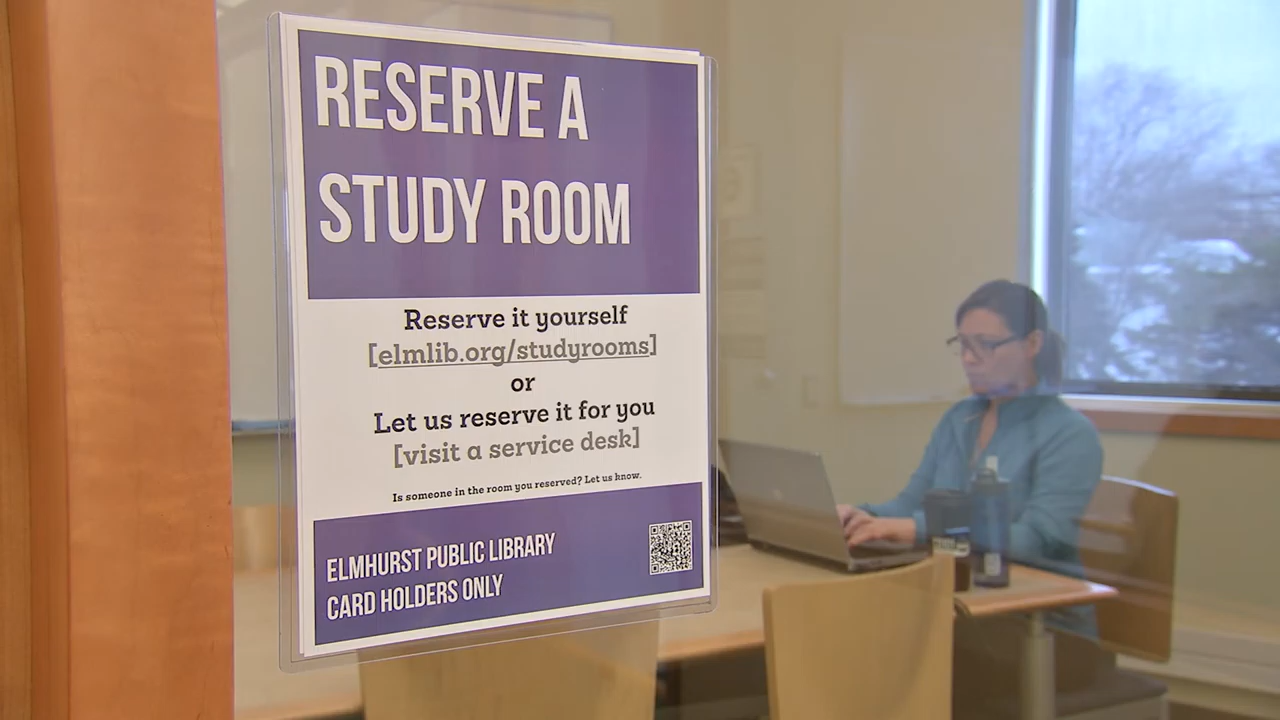 RESERVE A
STUDY ROOM
Reserve it yourself
[elmlib.org/studyrooms]
or
Let us reserve it for you
[visit a service desk]
Is someone in the room you reserved? Let us know.
ELMHURST PUBLIC LIBRARY
CARD HOLDERS ONLY